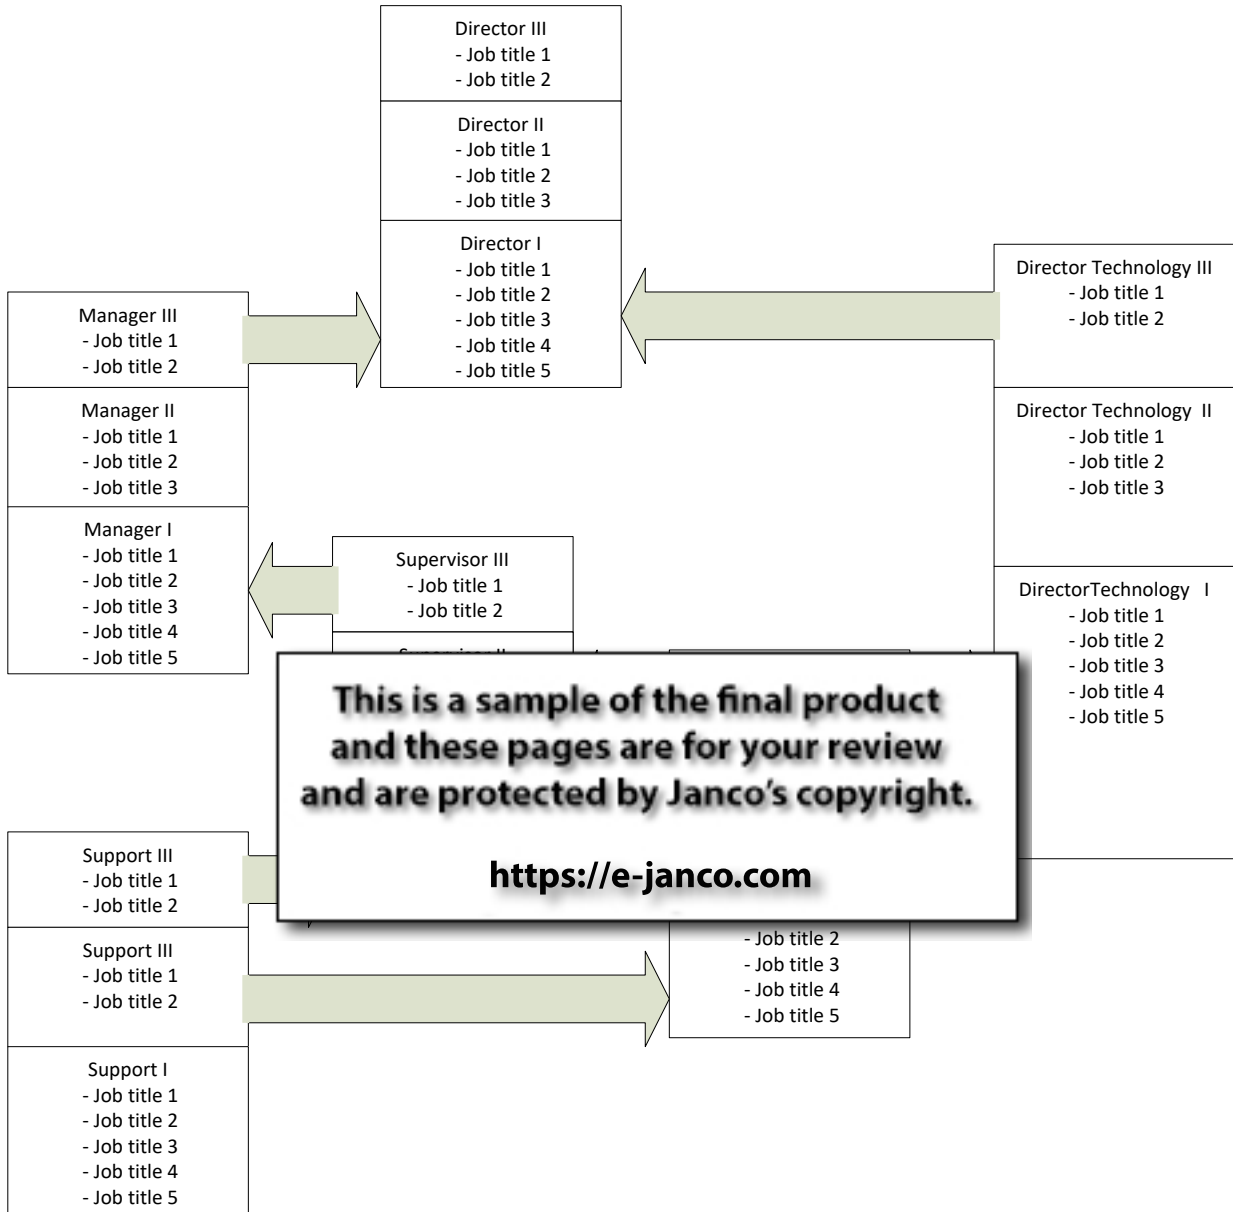 Director III
- Job title 1
- Job title 2
Director II
- Job title 1
- Job title 2
- Job title 3
Director I
- Job title 1
- Job title 2
- Job title 3
- Job title 4
- Job title 5
Manager III
- Job title 1
- Job title 2
Manager II
- Job title 1
- Job title 2
- Job title 3
Manager I
- Job title 1
- Job title 2
- Job title 3
- Job title 4
- Job title 5
Director Technology III
- Job title 1
- Job title 2
Director Technology II
- Job title 1
- Job title 2
- Job title 3
DirectorTechnology I
- Job title 1
- Job title 2
- Job title 3
- Job title 4
- Job title 5
Supervisor III
- Job title 1
- Job title 2
This is a sample of the final product
and these pages are for your review
and are protected by Janco's copyright.
https://e-janco.com
Support III
- Job title 1
- Job title 2
Support III
- Job title 1
- Job title 2
Support I
- Job title 1
- Job title 2
- Job title 3
- Job title 4
- Job title 5
- Job title 2
- Job title 3
- Job title 4
- Job title 5